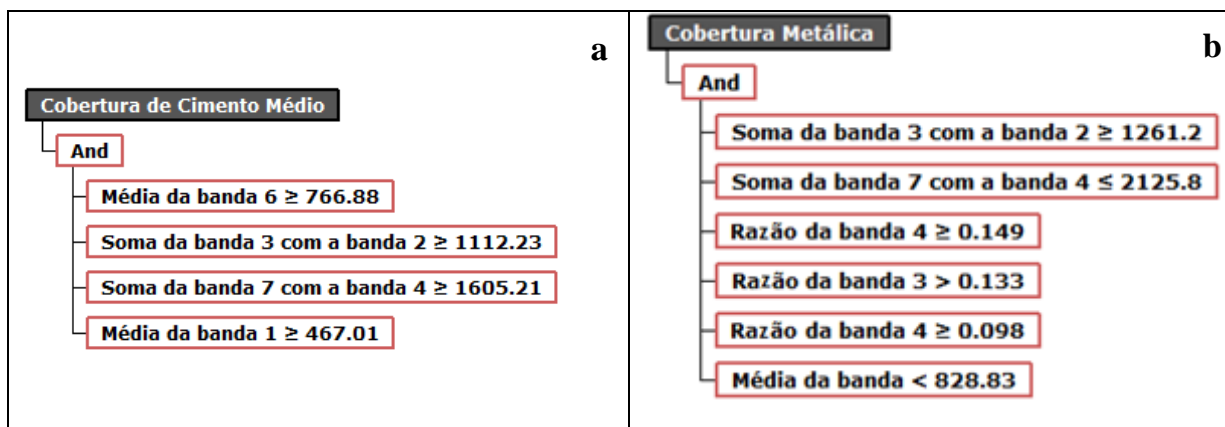 a
Cobertura de Cimento Médio
And
Média da banda 6 ≥ 766.88
Soma da banda 3 com a banda 2 ≥ 1112.23
Soma da banda 7 com a banda 4 ≥ 1605.21
Média da banda 1 ≥ 467.01
b
Cobertura Metálica
And
Soma da banda 3 com a banda 2 ≥ 1261.2
Soma da banda 7 com a banda 4 ≤ 2125.8
Razão da banda 4 ≥ 0.149
Razão da banda 3 > 0.133
Razão da banda 4 ≥ 0.098
Média da banda < 828.83